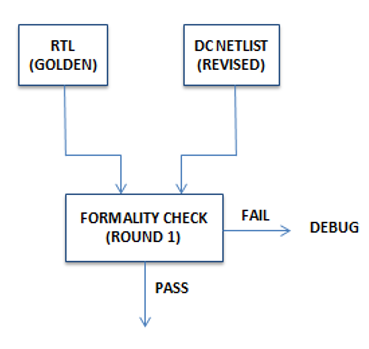 RTL
(GOLDEN)
DC NETLIST
(REVISED)
FORMALITY CHECK
(ROUND 1)
FAIL
DEBUG
PASS